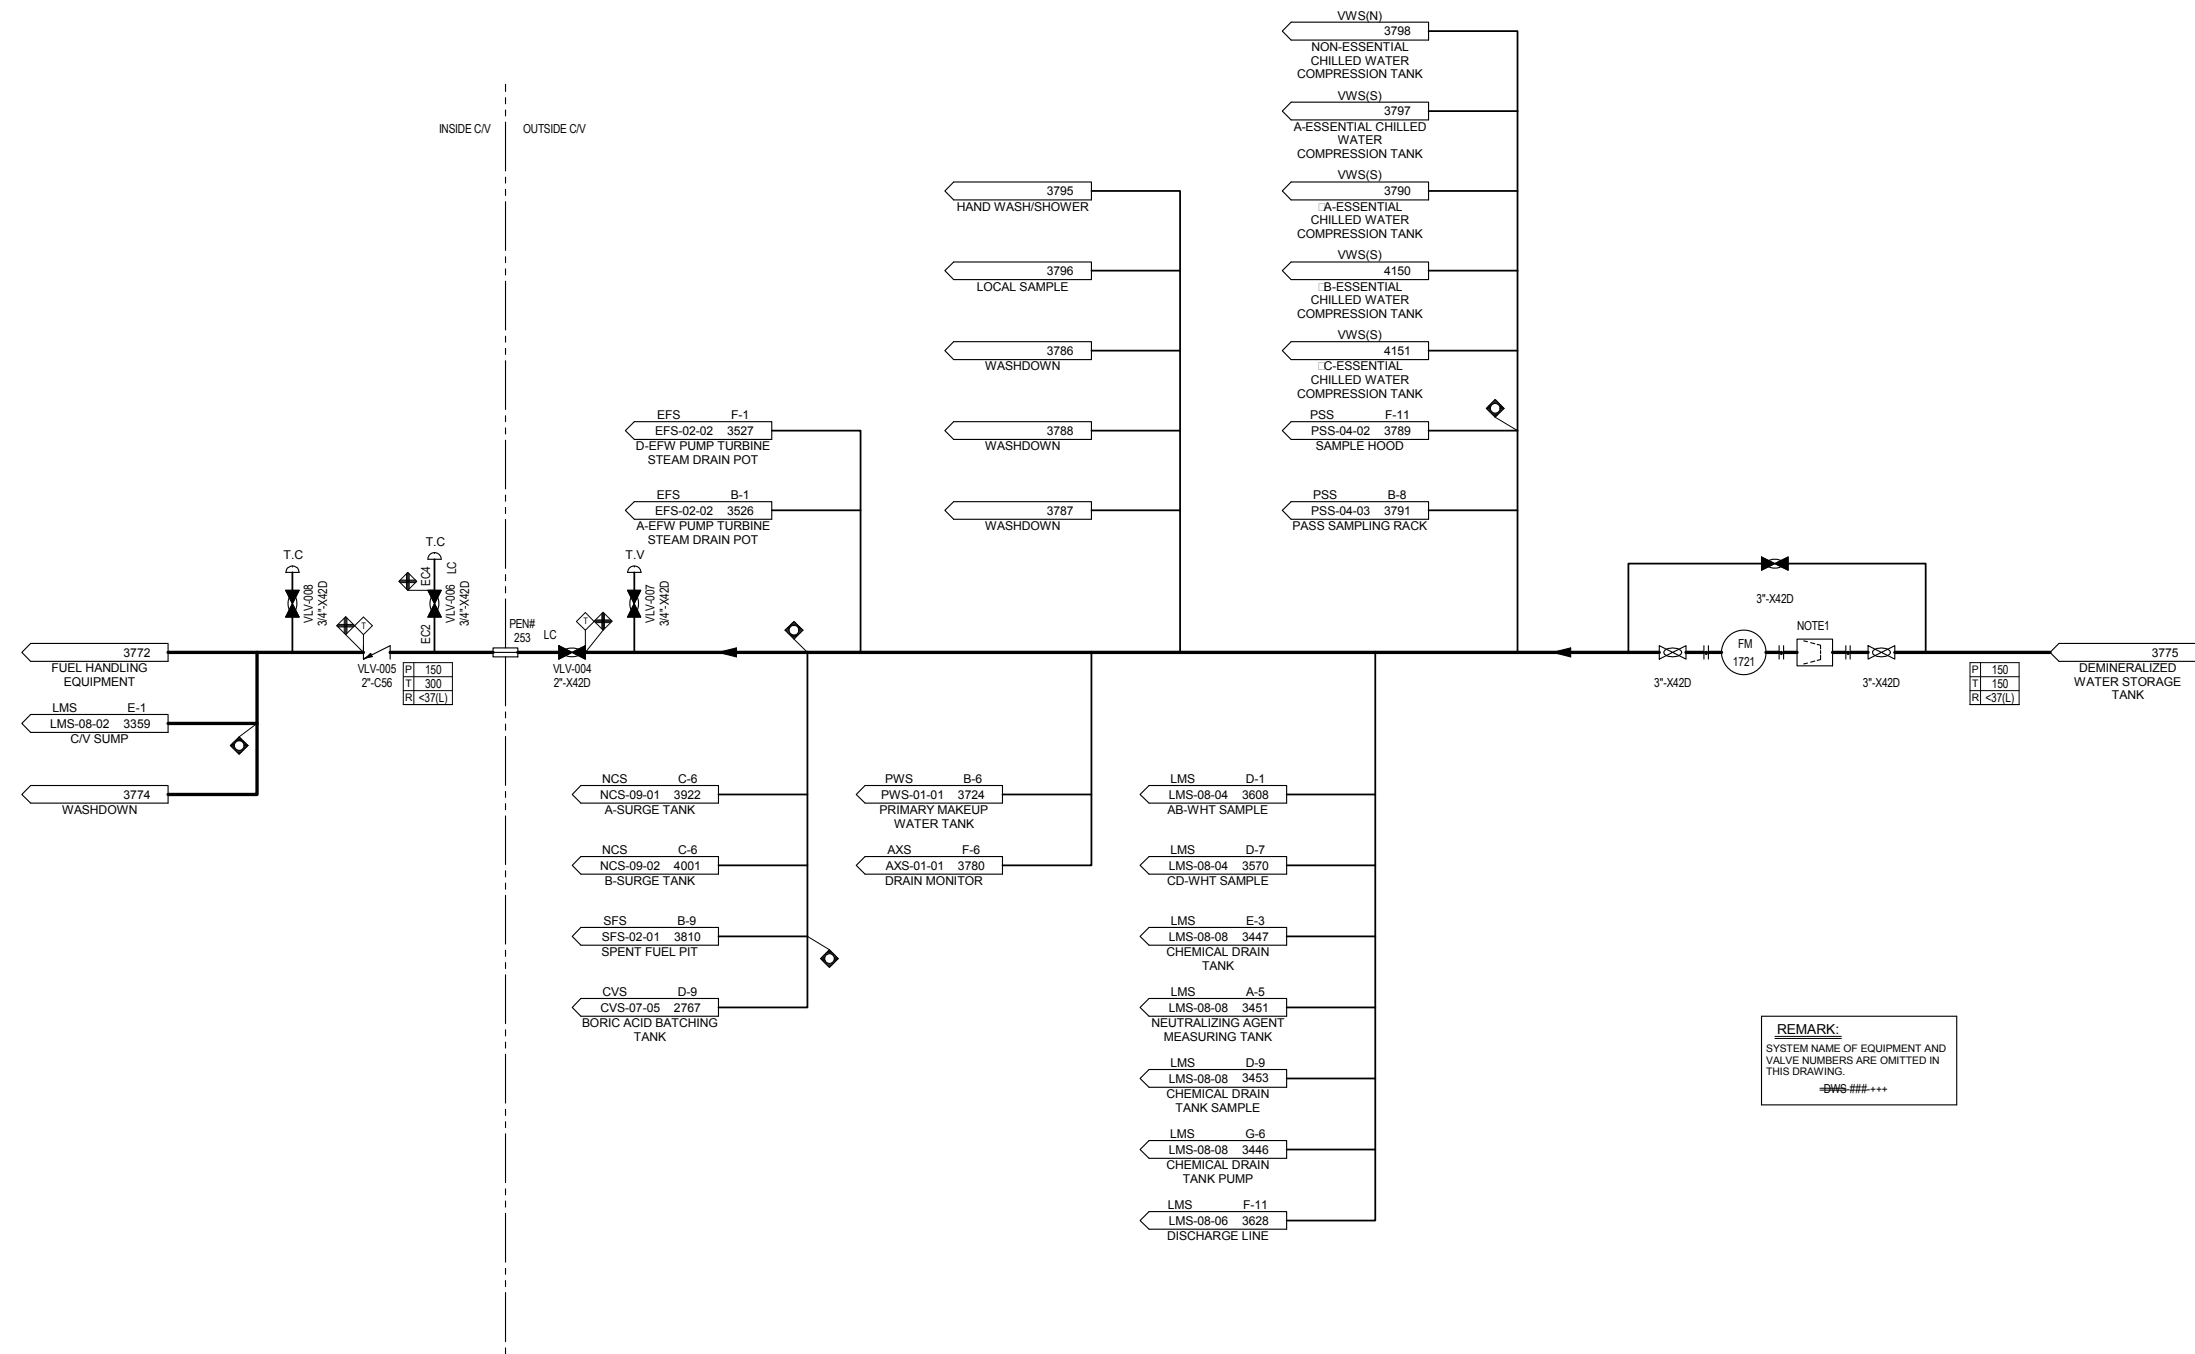 VWS(N)
3798
NON-ESSENTIAL
CHILLED WATER
COMPRESSION TANK
VWS(S)
3797
A-ESSENTIAL CHILLED
WATER
COMPRESSION TANK
VWS(S)
3790
□A-ESSENTIAL
CHILLED WATER
COMPRESSION TANK
VWS(S)
4150
□B-ESSENTIAL
CHILLED WATER
COMPRESSION TANK
VWS(S)
4151
□C-ESSENTIAL
CHILLED WATER
COMPRESSION TANK
PSS F-11
PSS-04-02 3789
SAMPLE HOOD
PSS B-8
PSS-04-03 3791
PASS SAMPLING RACK
INSIDE C/V OUTSIDE C/V
3795
HAND WASH/SHOWER
3796
LOCAL SAMPLE
3786
WASHDOWN
3788
WASHDOWN
3787
WASHDOWN
EFS F-1
EFS-02-02 3527
D-EFW PUMP TURBINE
STEAM DRAIN POT
EFS B-1
EFS-02-02 3526
A-EFW PUMP TURBINE
STEAM DRAIN POT
T.C
VLV-008
3/4"-X42D
T.C
EC4
LC
VLV-006
3/4"-X42D
EC2
T.V
VLV-007
3/4"-X42D
T
T
PEN#
253
LC
VLV-005
2"-C56
P 150
T 300
R <37(L)
VLV-004
2"-X42D
3772
FUEL HANDLING
EQUIPMENT
LMS E-1
LMS-08-02 3359
C/V SUMP
3774
WASHDOWN
3"-X42D
NOTE1
FM
1721
3"-X42D
3"-X42D
P 150
T 150
R <37(L)
3775
DEMINERALIZED
WATER STORAGE
TANK
NCS C-6
NCS-09-01 3922
A-SURGE TANK
NCS C-6
NCS-09-02 4001
B-SURGE TANK
SFS B-9
SFS-02-01 3810
SPENT FUEL PIT
CVS D-9
CVS-07-05 2767
BORIC ACID BATCHING
TANK
PWS B-6
PWS-01-01 3724
PRIMARY MAKEUP
WATER TANK
AXS F-6
AXS-01-01 3780
DRAIN MONITOR
LMS D-1
LMS-08-04 3608
AB-WHT SAMPLE
LMS D-7
LMS-08-04 3570
CD-WHT SAMPLE
LMS E-3
LMS-08-08 3447
CHEMICAL DRAIN
TANK
LMS A-5
LMS-08-08 3451
NEUTRALIZING AGENT
MEASURING TANK
LMS D-9
LMS-08-08 3453
CHEMICAL DRAIN
TANK SAMPLE
LMS G-6
LMS-08-08 3446
CHEMICAL DRAIN
TANK PUMP
LMS F-11
LMS-08-06 3628
DISCHARGE LINE
REMARK:
SYSTEM NAME OF EQUIPMENT AND
VALVE NUMBERS ARE OMITTED IN
THIS DRAWING.
DWS-###-+++